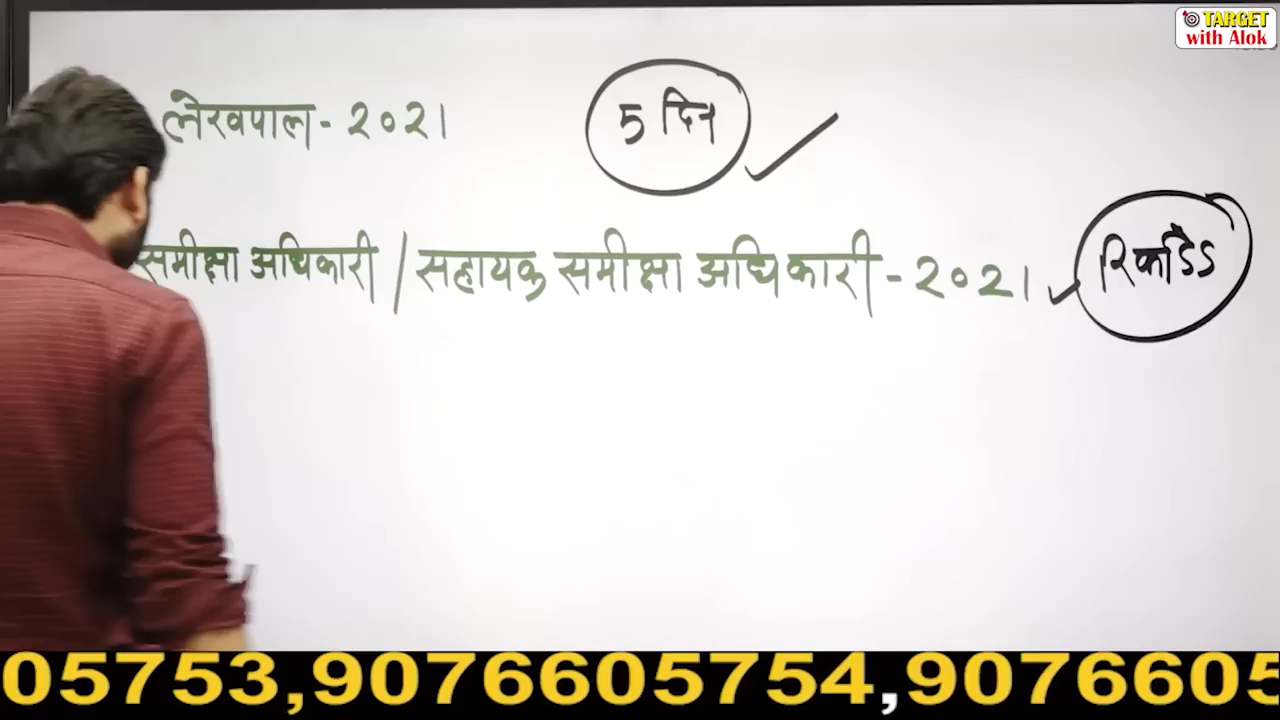 TARGET
with Alok
लेखपाल - 2021
5 दिन
समीक्षा अधिकारी / सहायक समीक्षा अधिकारी - 2021
रिकॉर्डेड
05753,9076605754,9076605